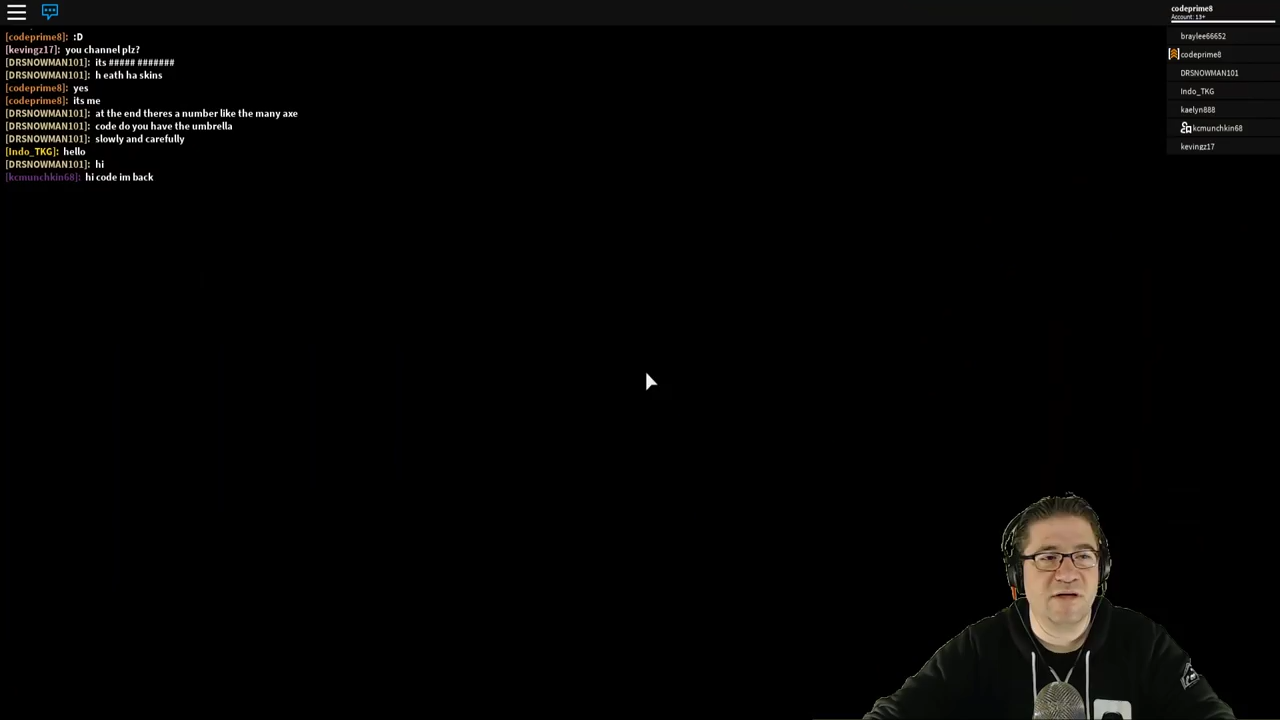 codeprime8
Account: 13+
[codeprime8]: :D
[kevingz17]: you channel plz?
[DRSNOWMAN101]: its ##### #######
[DRSNOWMAN101]: h eath ha skins
[codeprime8]: yes
[codeprime8]: its me
[DRSNOWMAN101]: at the end theres a number like the many axe
[DRSNOWMAN101]: code do you have the umbrella
[DRSNOWMAN101]: slowly and carefully
[Indo_TKG]: hello
[DRSNOWMAN101]: hi
[kcmunchkin68]: hi code im back
braylee66652
codeprime8
DRSNOWMAN101
Indo_TKG
kaelyn888
kcmunchkin68
kevingz17